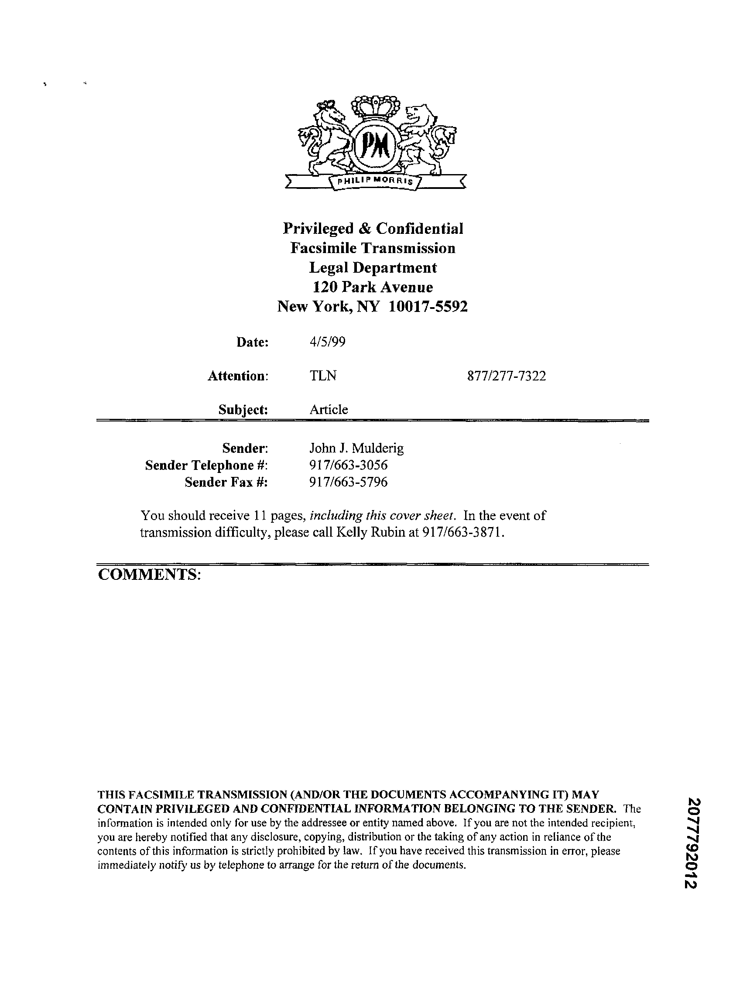 PM
PHILIP MORRIS
Privileged & Confidential
Facsimile Transmission
Legal Department
120 Park Avenue
New York, NY 10017-5592
Date: 4/5/99
Attention: TLN 877/277-7322
Subject: Article
Sender: John J. Mulderig
Sender Telephone #: 917/663-3056
Sender Fax #: 917/663-5796
You should receive 11 pages, including this cover sheet. In the event of
transmission difficulty, please call Kelly Rubin at 917/663-3871.
COMMENTS:
THIS FACSIMILE TRANSMISSION (AND/OR THE DOCUMENTS ACCOMPANYING IT) MAY
CONTAIN PRIVILEGED AND CONFIDENTIAL INFORMATION BELONGING TO THE SENDER. The
information is intended only for use by the addressee or entity named above. If you are not the intended recipient,
you are hereby notified that any disclosure, copying, distribution or the taking of any action in reliance of the
contents of this information is strictly prohibited by law. If you have received this transmission in error, please
immediately notify us by telephone to arrange for the return of the documents.
2077792012